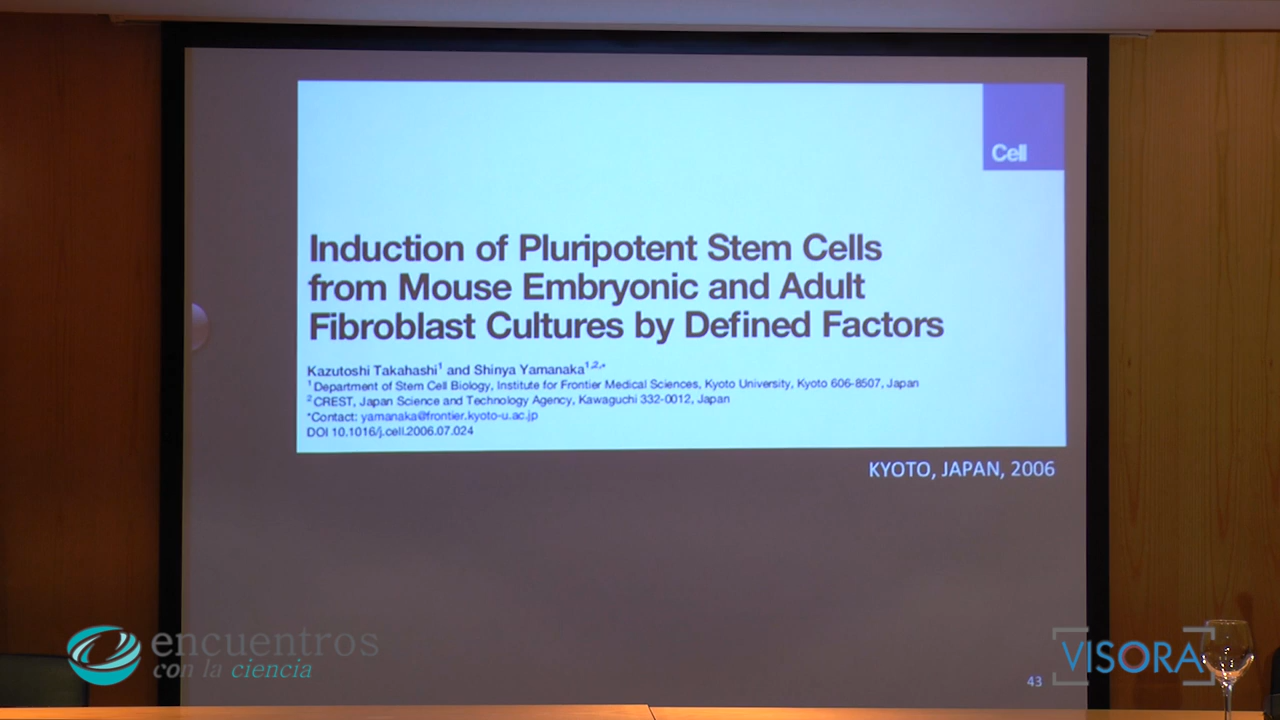 Cell
Induction of Pluripotent Stem Cells
from Mouse Embryonic and Adult
Fibroblast Cultures by Defined Factors
Kazutoshi Takahashi1 and Shinya Yamanaka1,2,*
1 Department of Stem Cell Biology, Institute for Frontier Medical Sciences, Kyoto University, Kyoto 606-8507, Japan
2 CREST, Japan Science and Technology Agency, Kawaguchi 332-0012, Japan
*Contact: yamanaka@frontier.kyoto-u.ac.jp
DOI 10.1016/j.cell.2006.07.024
KYOTO, JAPAN, 2006
encuentros
con la ciencia
VISORA
43